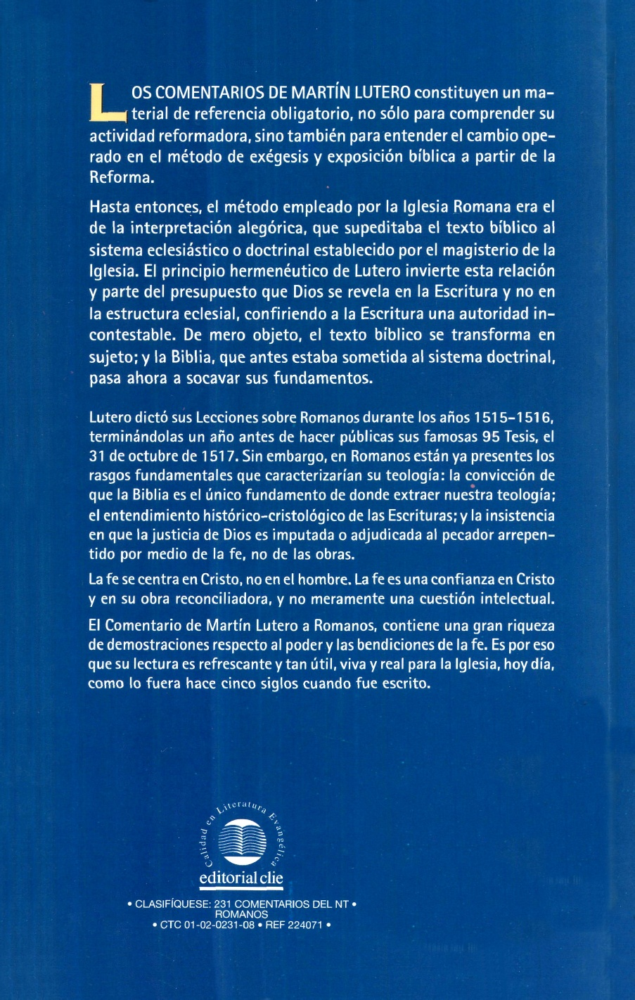 LOS COMENTARIOS DE MARTÍN LUTERO constituyen un ma-
terial de referencia obligatorio, no sólo para comprender su
actividad reformadora, sino también para entender el cambio ope-
rado en el método de exégesis y exposición bíblica a partir de la
Reforma.
Hasta entonces, el método empleado por la Iglesia Romana era el
de la interpretación alegórica, que supeditaba el texto bíblico al
sistema eclesiástico o doctrinal establecido por el magisterio de la
Iglesia. El principio hermenéutico de Lutero invierte esta relación
y parte del presupuesto que Dios se revela en la Escritura y no en
la estructura eclesial, confiriendo a la Escritura una autoridad in-
contestable. De mero objeto, el texto bíblico se transforma en
sujeto; y la Biblia, que antes estaba sometida al sistema doctrinal,
pasa ahora a socavar sus fundamentos.
Lutero dictó sus Lecciones sobre Romanos durante los años 1515-1516,
terminándolas un año antes de hacer públicas sus famosas 95 Tesis, el
31 de octubre de 1517. Sin embargo, en Romanos están ya presentes los
rasgos fundamentales que caracterizarían su teología: la convicción de
que la Biblia es el único fundamento de donde extraer nuestra teología;
el entendimiento histórico-cristológico de las Escrituras; y la insistencia
en que la justicia de Dios es imputada o adjudicada al pecador arrepen-
tido por medio de la fe, no de las obras.
La fe se centra en Cristo, no en el hombre. La fe es una confianza en Cristo
y en su obra reconciliadora, y no meramente una cuestión intelectual.
El Comentario de Martín Lutero a Romanos, contiene una gran riqueza
de demostraciones respecto al poder y las bendiciones de la fe. Es por eso
que su lectura es refrescante y tan útil, viva y real para la Iglesia, hoy día,
como lo fuera hace cinco siglos cuando fue escrito.
Calidad en Literatura Evangélica
editorial clie
• CLASIFÍQUESE: 231 COMENTARIOS DEL NT •
ROMANOS
• CTC 01-02-0231-08 • REF 224071 •